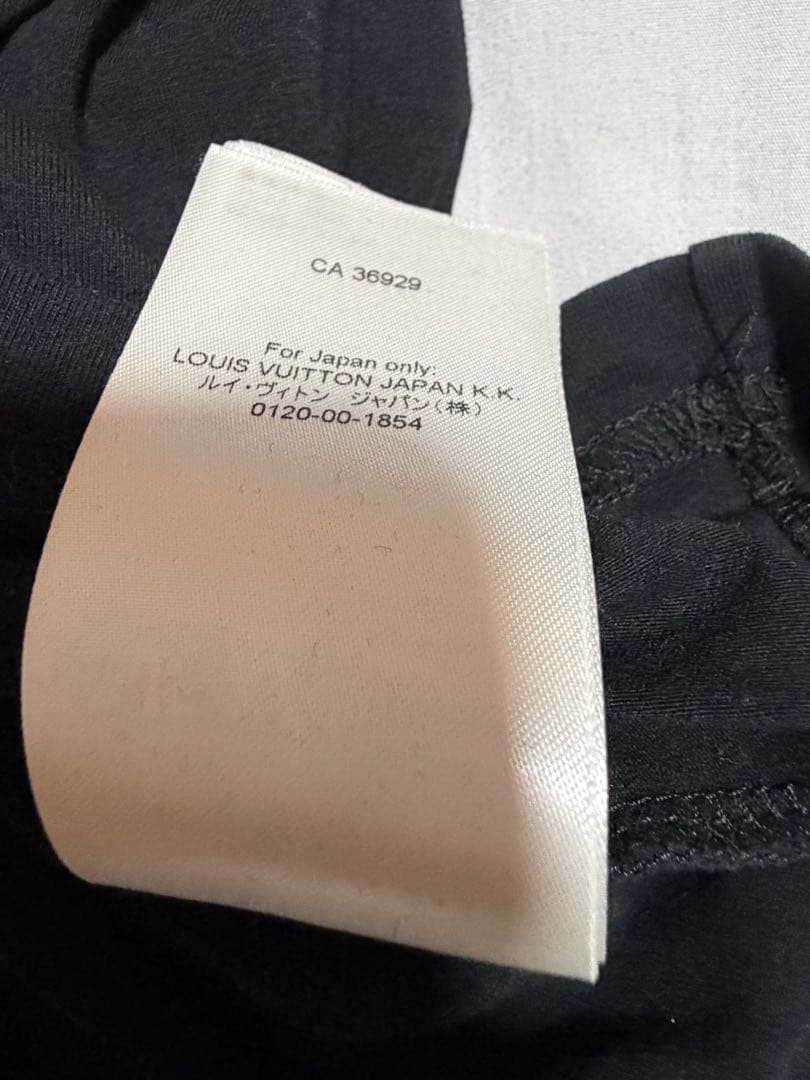 CA 36929
For Japan only:
LOUIS VUITTON JAPAN K.K.
ルイ・ヴィトン ジャパン(株)
0120-00-1854